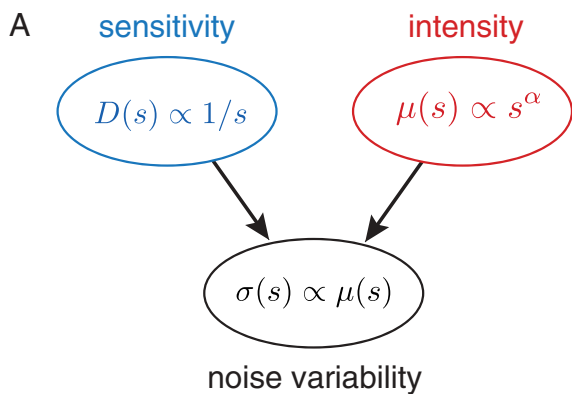 A
sensitivity
intensity
D(s) ∝ 1/s
μ(s) ∝ s^α
σ(s) ∝ μ(s)
noise variability